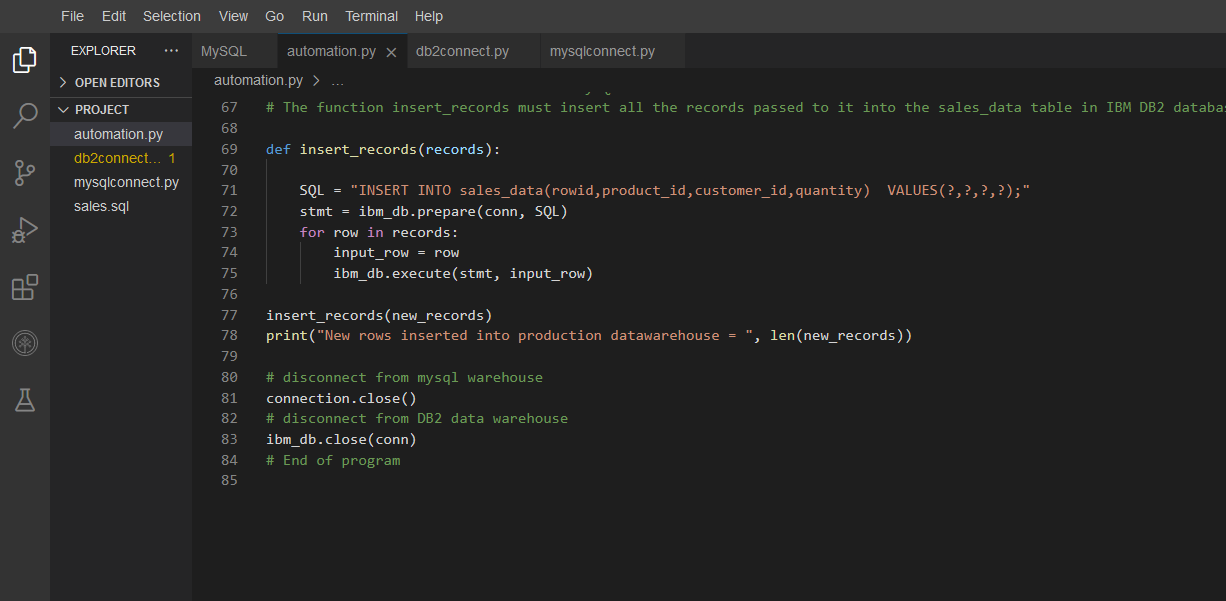 File Edit Selection View Go Run Terminal Help
EXPLORER ...
MySQL automation.py db2connect.py mysqlconnect.py
OPEN EDITORS
PROJECT
automation.py
db2connect... 1
mysqlconnect.py
sales.sql
automation.py > ...
67 # The function insert_records must insert all the records passed to it into the sales_data table in IBM DB2 databas
68
69 def insert_records(records):
70
71 SQL = "INSERT INTO sales_data(rowid,product_id,customer_id,quantity)  VALUES(?,?,?,?);"
72 stmt = ibm_db.prepare(conn, SQL)
73 for row in records:
74 input_row = row
75 ibm_db.execute(stmt, input_row)
76
77 insert_records(new_records)
78 print("New rows inserted into production datawarehouse = ", len(new_records))
79
80 # disconnect from mysql warehouse
81 connection.close()
82 # disconnect from DB2 data warehouse
83 ibm_db.close(conn)
84 # End of program
85